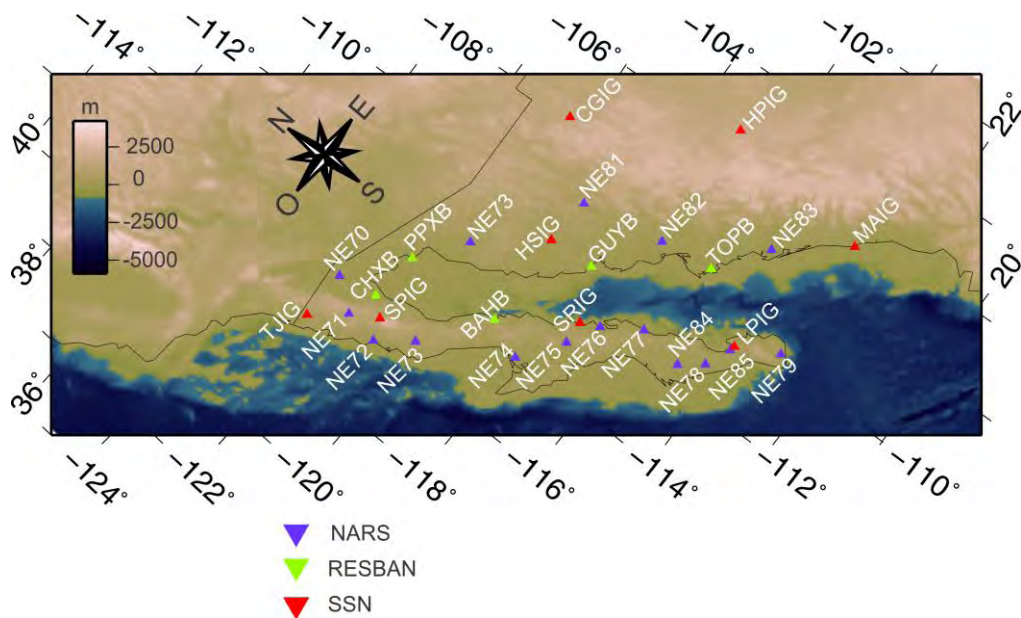 −114° −112° −110° −108° −106° −104° −102°
m
2500
0
−2500
−5000
N E
O S
40°
38°
36°
22°
20°
CGIG
HPIG
NE81
NE70
PPXB
NE73
HSIG
GUYB
NE82
TOPB
NE83
MAIG
CHXB
SPIG
TJIG
NE71
NE72
NE73
BAHB
SRIG
NE74
NE75
NE76
NE77
NE84
LPIG
NE78
NE85
NE79
−124° −122° −120° −118° −116° −114° −112° −110°
NARS
RESBAN
SSN